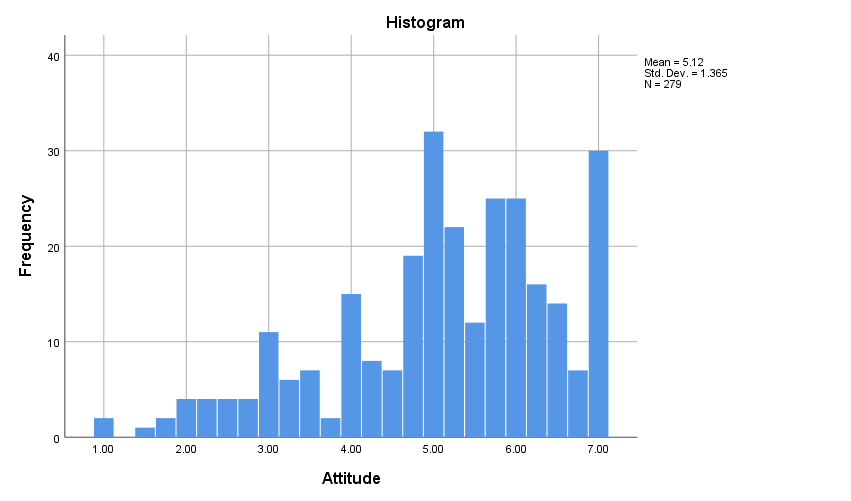 Histogram
Mean = 5.12
Std. Dev. = 1.365
N = 279
40
30
20
10
0
Frequency
1.00 2.00 3.00 4.00 5.00 6.00 7.00
Attitude